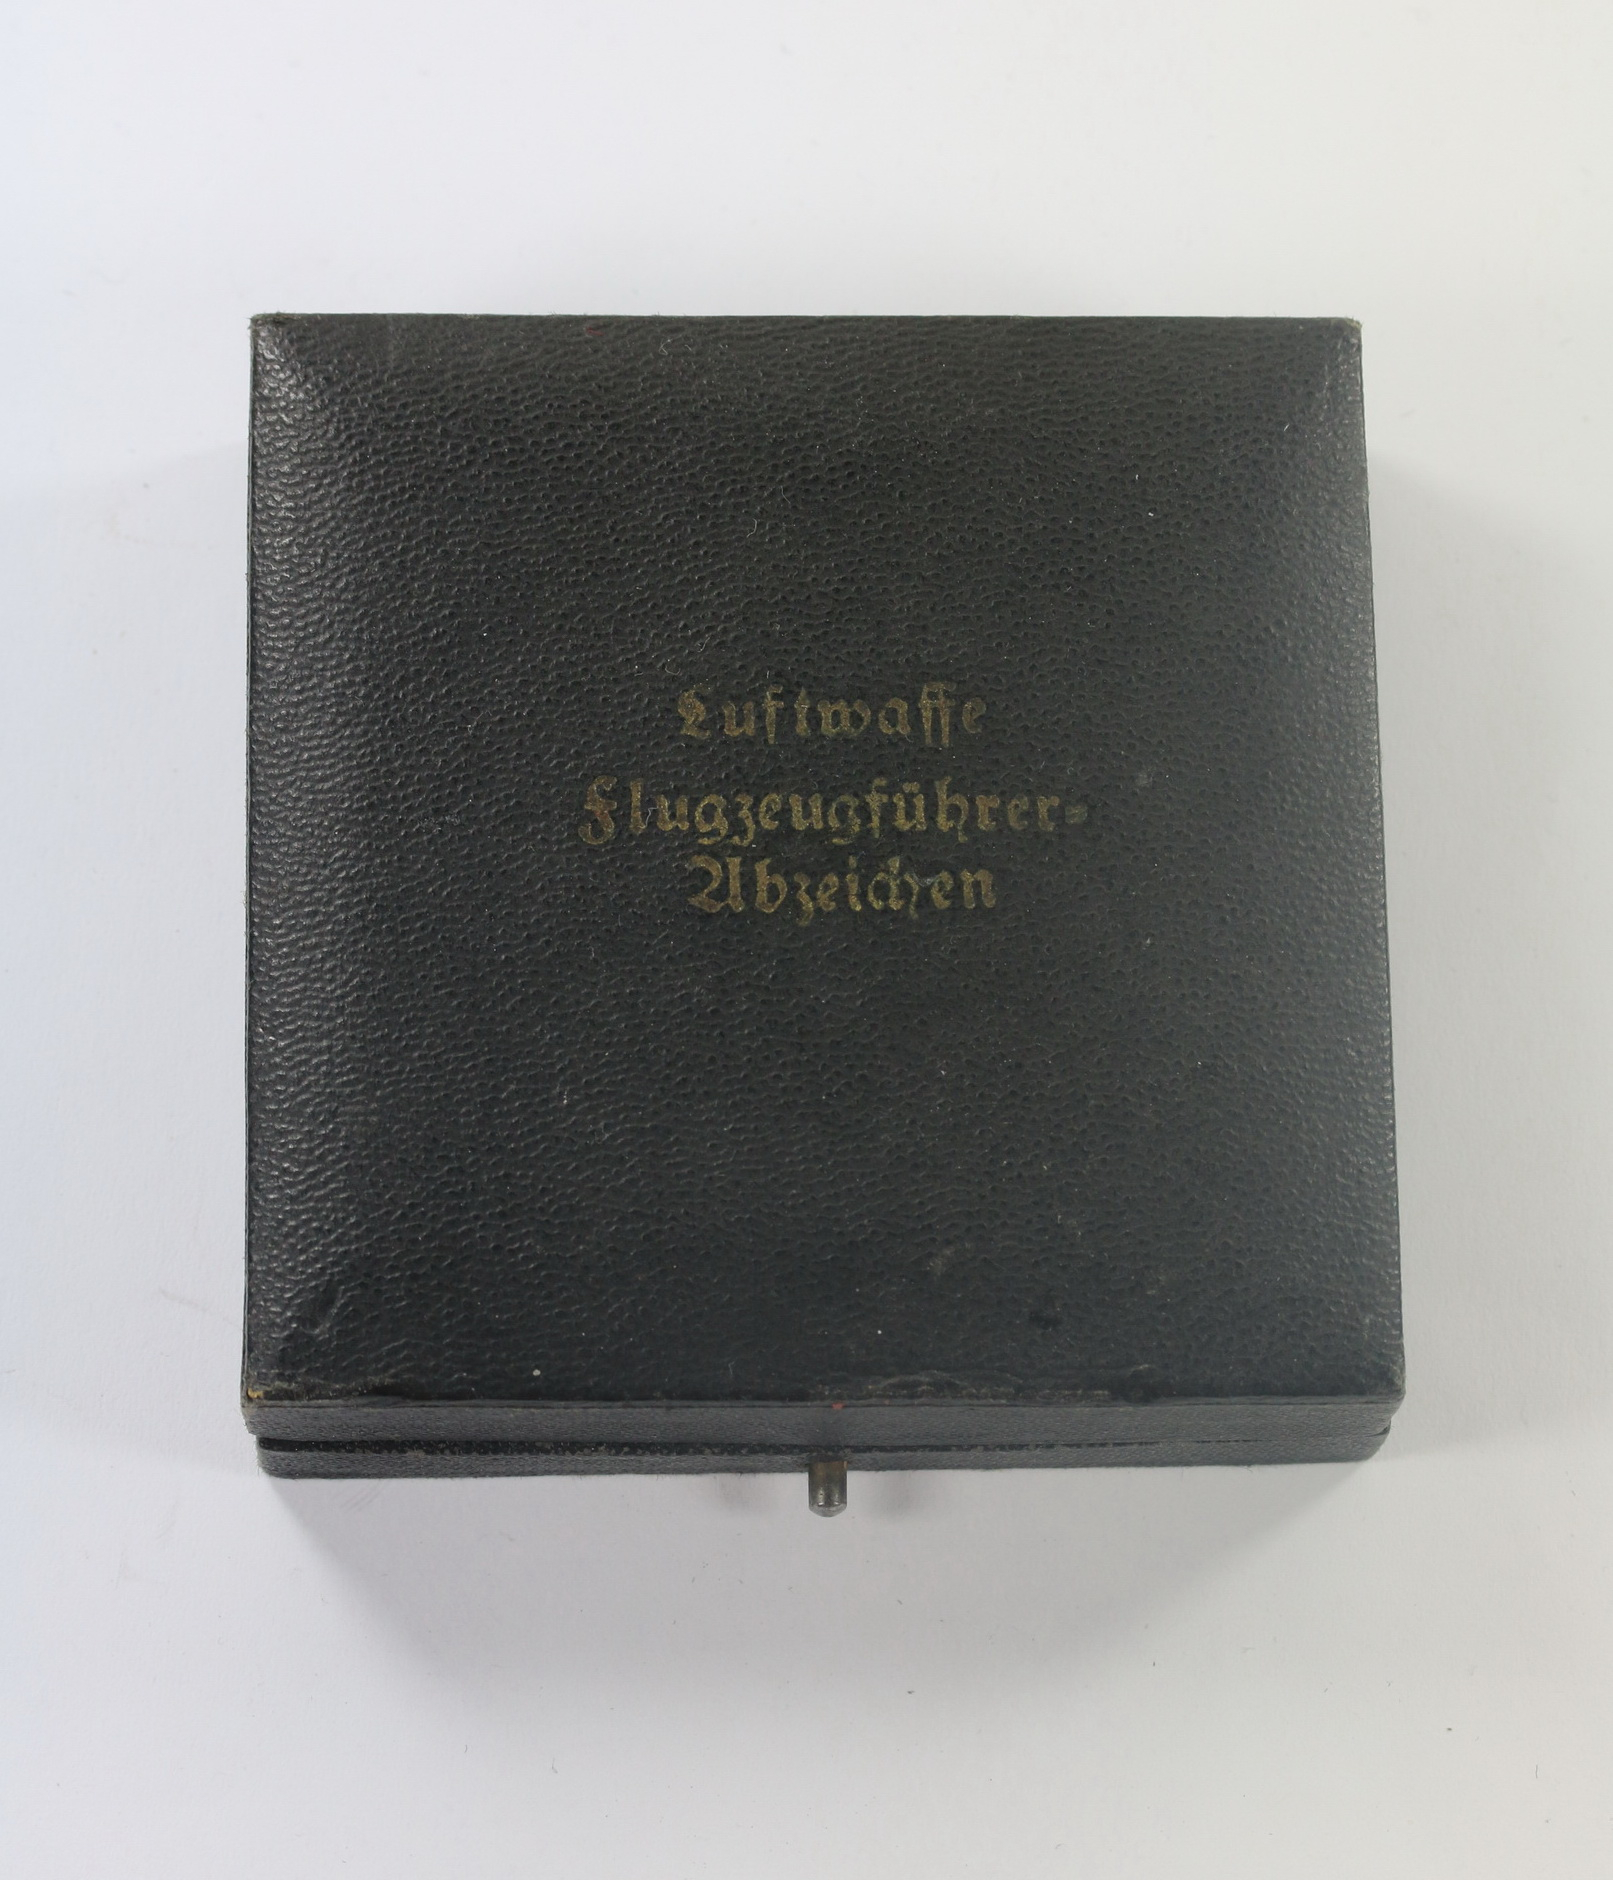 Luftwaffe
Flugzeugführer-
Abzeichen